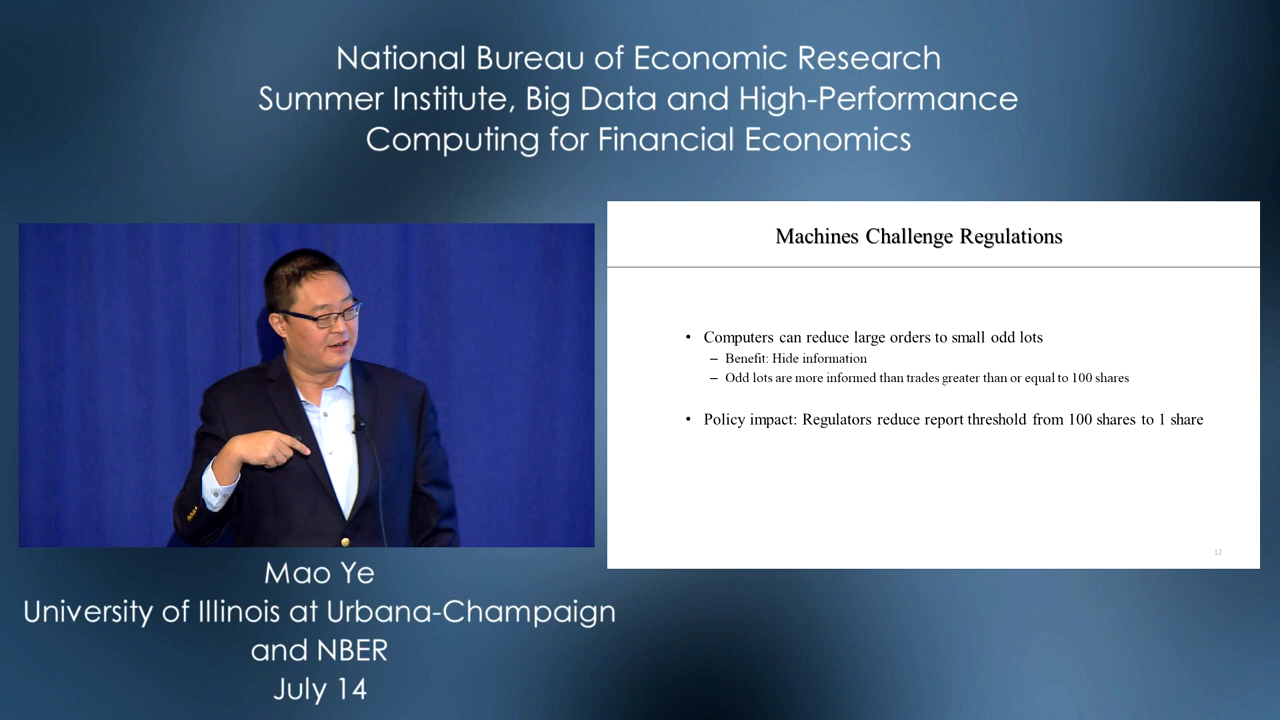 National Bureau of Economic Research
Summer Institute, Big Data and High-Performance
Computing for Financial Economics
Machines Challenge Regulations
• Computers can reduce large orders to small odd lots
– Benefit: Hide information
– Odd lots are more informed than trades greater than or equal to 100 shares
• Policy impact: Regulators reduce report threshold from 100 shares to 1 share
12
Mao Ye
University of Illinois at Urbana-Champaign
and NBER
July 14